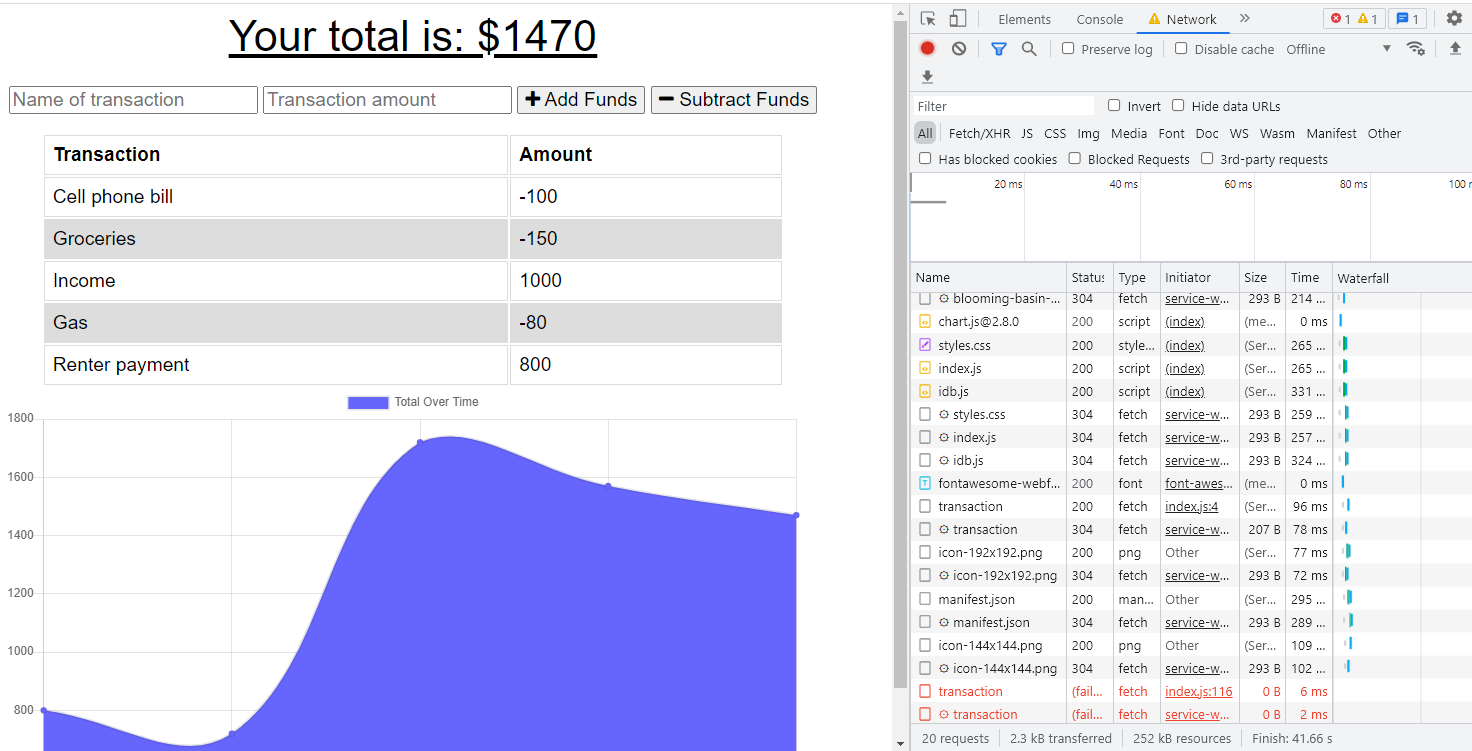 Your total is: $1470
Name of transaction Transaction amount Add Funds Subtract Funds
Transaction Amount
Cell phone bill -100
Groceries -150
Income 1000
Gas -80
Renter payment 800
Total Over Time
1800
1600
1400
1200
1000
800
Elements Console Network 1 1 1
Preserve log Disable cache Offline
Filter Invert Hide data URLs
All Fetch/XHR JS CSS Img Media Font Doc WS Wasm Manifest Other
Has blocked cookies Blocked Requests 3rd-party requests
20 ms 40 ms 60 ms 80 ms 100 m
Name Status Type Initiator Size Time Waterfall
blooming-basin-... 304 fetch service-w... 293 B 214 ...
chart.js@2.8.0 200 script (index) (me... 0 ms
styles.css 200 style... (index) (Ser... 265 ...
index.js 200 script (index) (Ser... 265 ...
idb.js 200 script (index) (Ser... 331 ...
styles.css 304 fetch service-w... 293 B 259 ...
index.js 304 fetch service-w... 293 B 257 ...
idb.js 304 fetch service-w... 293 B 324 ...
fontawesome-webf... 200 font font-awes... (me... 0 ms
transaction 200 fetch index.js:4 (Ser... 96 ms
transaction 304 fetch service-w... 207 B 78 ms
icon-192x192.png 200 png Other (Ser... 77 ms
icon-192x192.png 304 fetch service-w... 293 B 72 ms
manifest.json 200 man... Other (Ser... 295 ...
manifest.json 304 fetch service-w... 293 B 289 ...
icon-144x144.png 200 png Other (Ser... 109 ...
icon-144x144.png 304 fetch service-w... 293 B 102 ...
transaction (fail... fetch index.js:116 0 B 6 ms
transaction (fail... fetch service-w... 0 B 2 ms
20 requests 2.3 kB transferred 252 kB resources Finish: 41.66 s